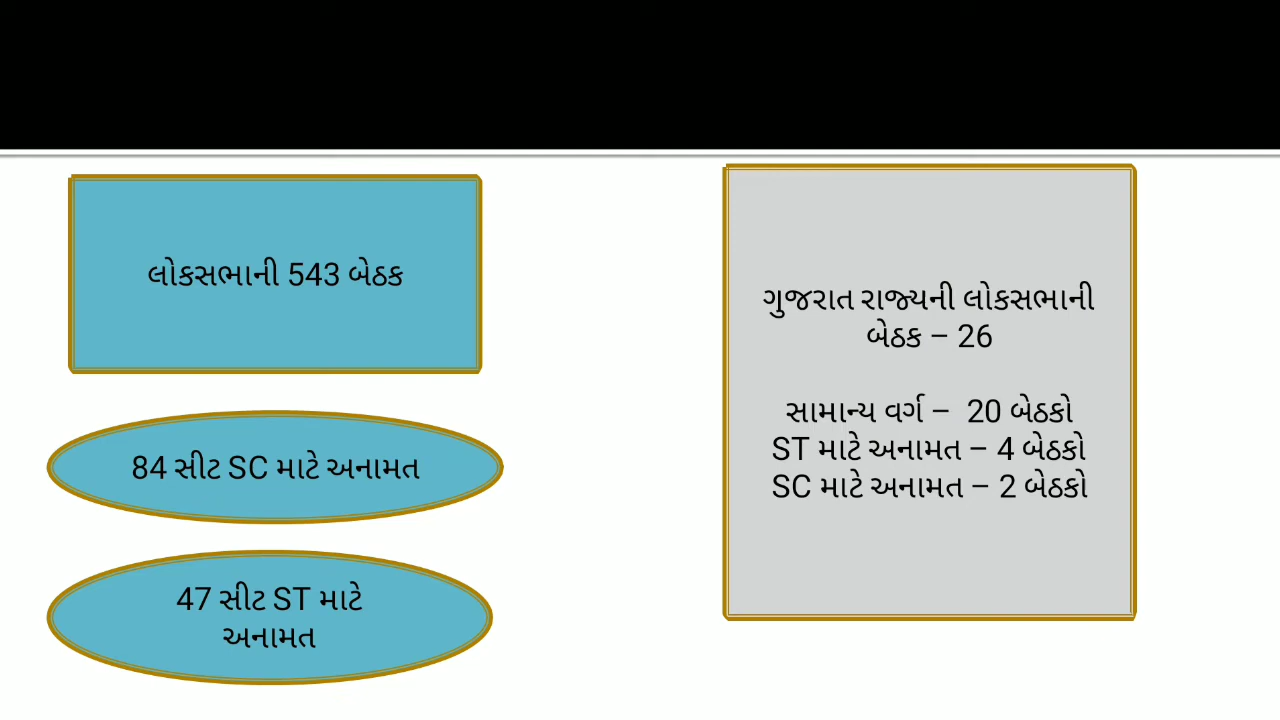 લોકસભાની 543 બેઠક
84 સીટ SC માટે અનામત
47 સીટ ST માટે
અનામત
ગુજરાત રાજ્યની લોકસભાની
બેઠક – 26
સામાન્ય વર્ગ – 20 બેઠકો
ST માટે અનામત – 4 બેઠકો
SC માટે અનામત – 2 બેઠકો